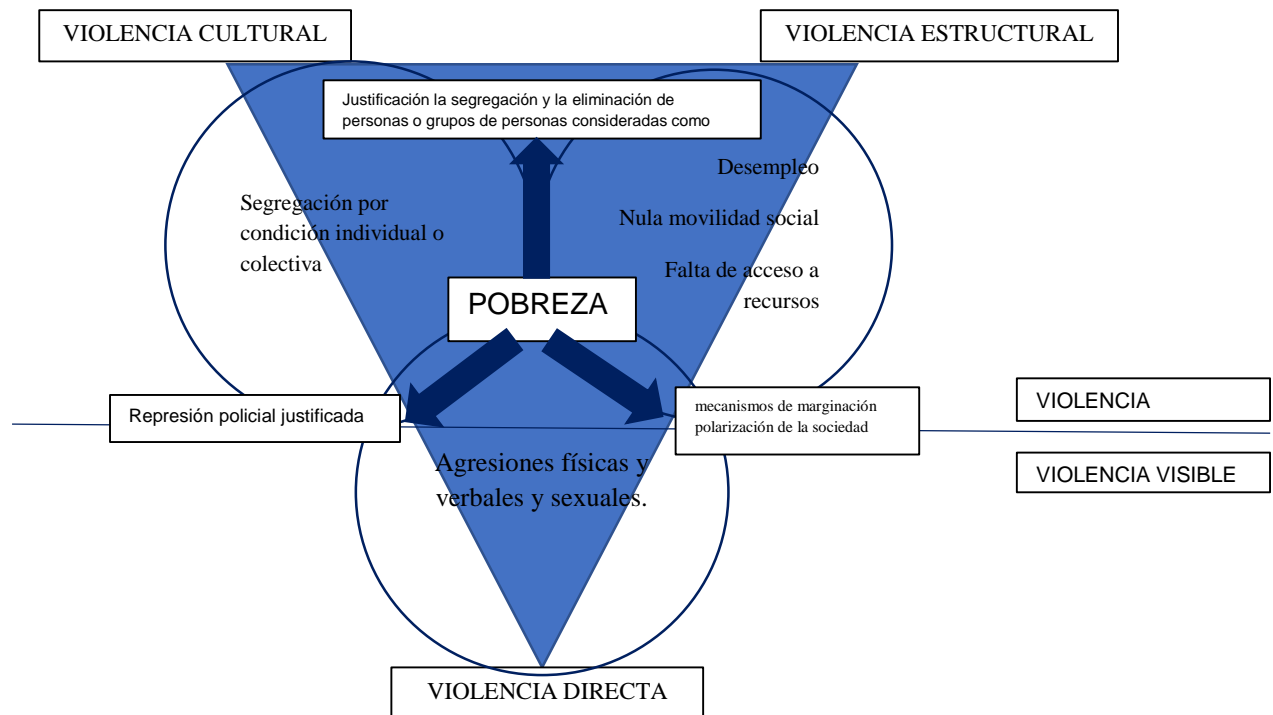 VIOLENCIA CULTURAL
VIOLENCIA ESTRUCTURAL
Justificación la segregación y la eliminación de
personas o grupos de personas consideradas como
Segregación por
condición individual o
colectiva
Desempleo
Nula movilidad social
Falta de acceso a
recursos
POBREZA
Represión policial justificada
mecanismos de marginación
polarización de la sociedad
VIOLENCIA
VIOLENCIA VISIBLE
Agresiones físicas y
verbales y sexuales.
VIOLENCIA DIRECTA